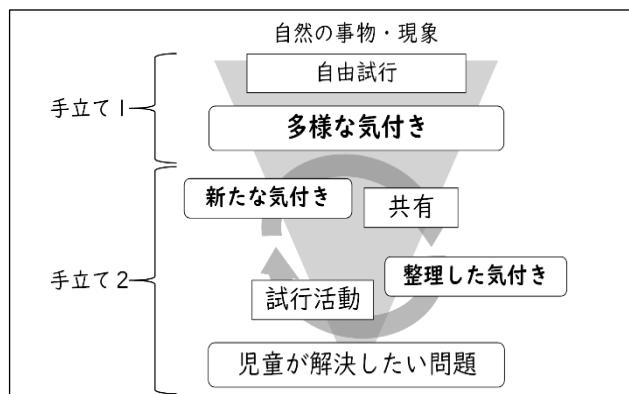 自然の事物・現象
自由試行
手立て1
多様な気付き
新たな気付き
共有
整理した気付き
手立て2
試行活動
児童が解決したい問題